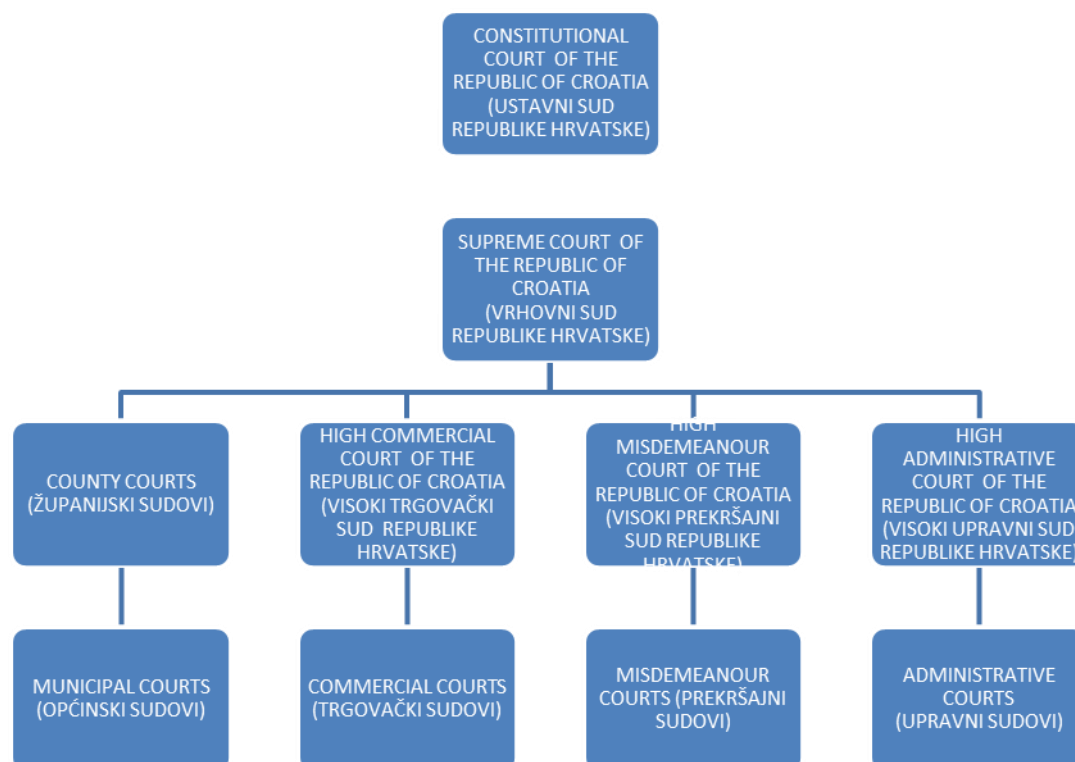 CONSTITUTIONAL
COURT OF THE
REPUBLIC OF CROATIA
(USTAVNI SUD
REPUBLIKE HRVATSKE)
SUPREME COURT OF
THE REPUBLIC OF
CROATIA
(VRHOVNI SUD
REPUBLIKE HRVATSKE)
COUNTY COURTS
(ŽUPANIJSKI SUDOVI)
HIGH COMMERCIAL
COURT OF THE
REPUBLIC OF CROATIA
(VISOKI TRGOVAČKI
SUD REPUBLIKE
HRVATSKE)
HIGH
MISDEMEANOUR
COURT OF THE
REPUBLIC OF CROATIA
(VISOKI PREKRŠAJNI
SUD REPUBLIKE
HRVATSKE)
HIGH
ADMINISTRATIVE
COURT OF THE
REPUBLIC OF CROATIA
(VISOKI UPRAVNI SUD
REPUBLIKE HRVATSKE)
MUNICIPAL COURTS
(OPĆINSKI SUDOVI)
COMMERCIAL COURTS
(TRGOVAČKI SUDOVI)
MISDEMEANOUR
COURTS (PREKRŠAJNI
SUDOVI)
ADMINISTRATIVE
COURTS
(UPRAVNI SUDOVI)